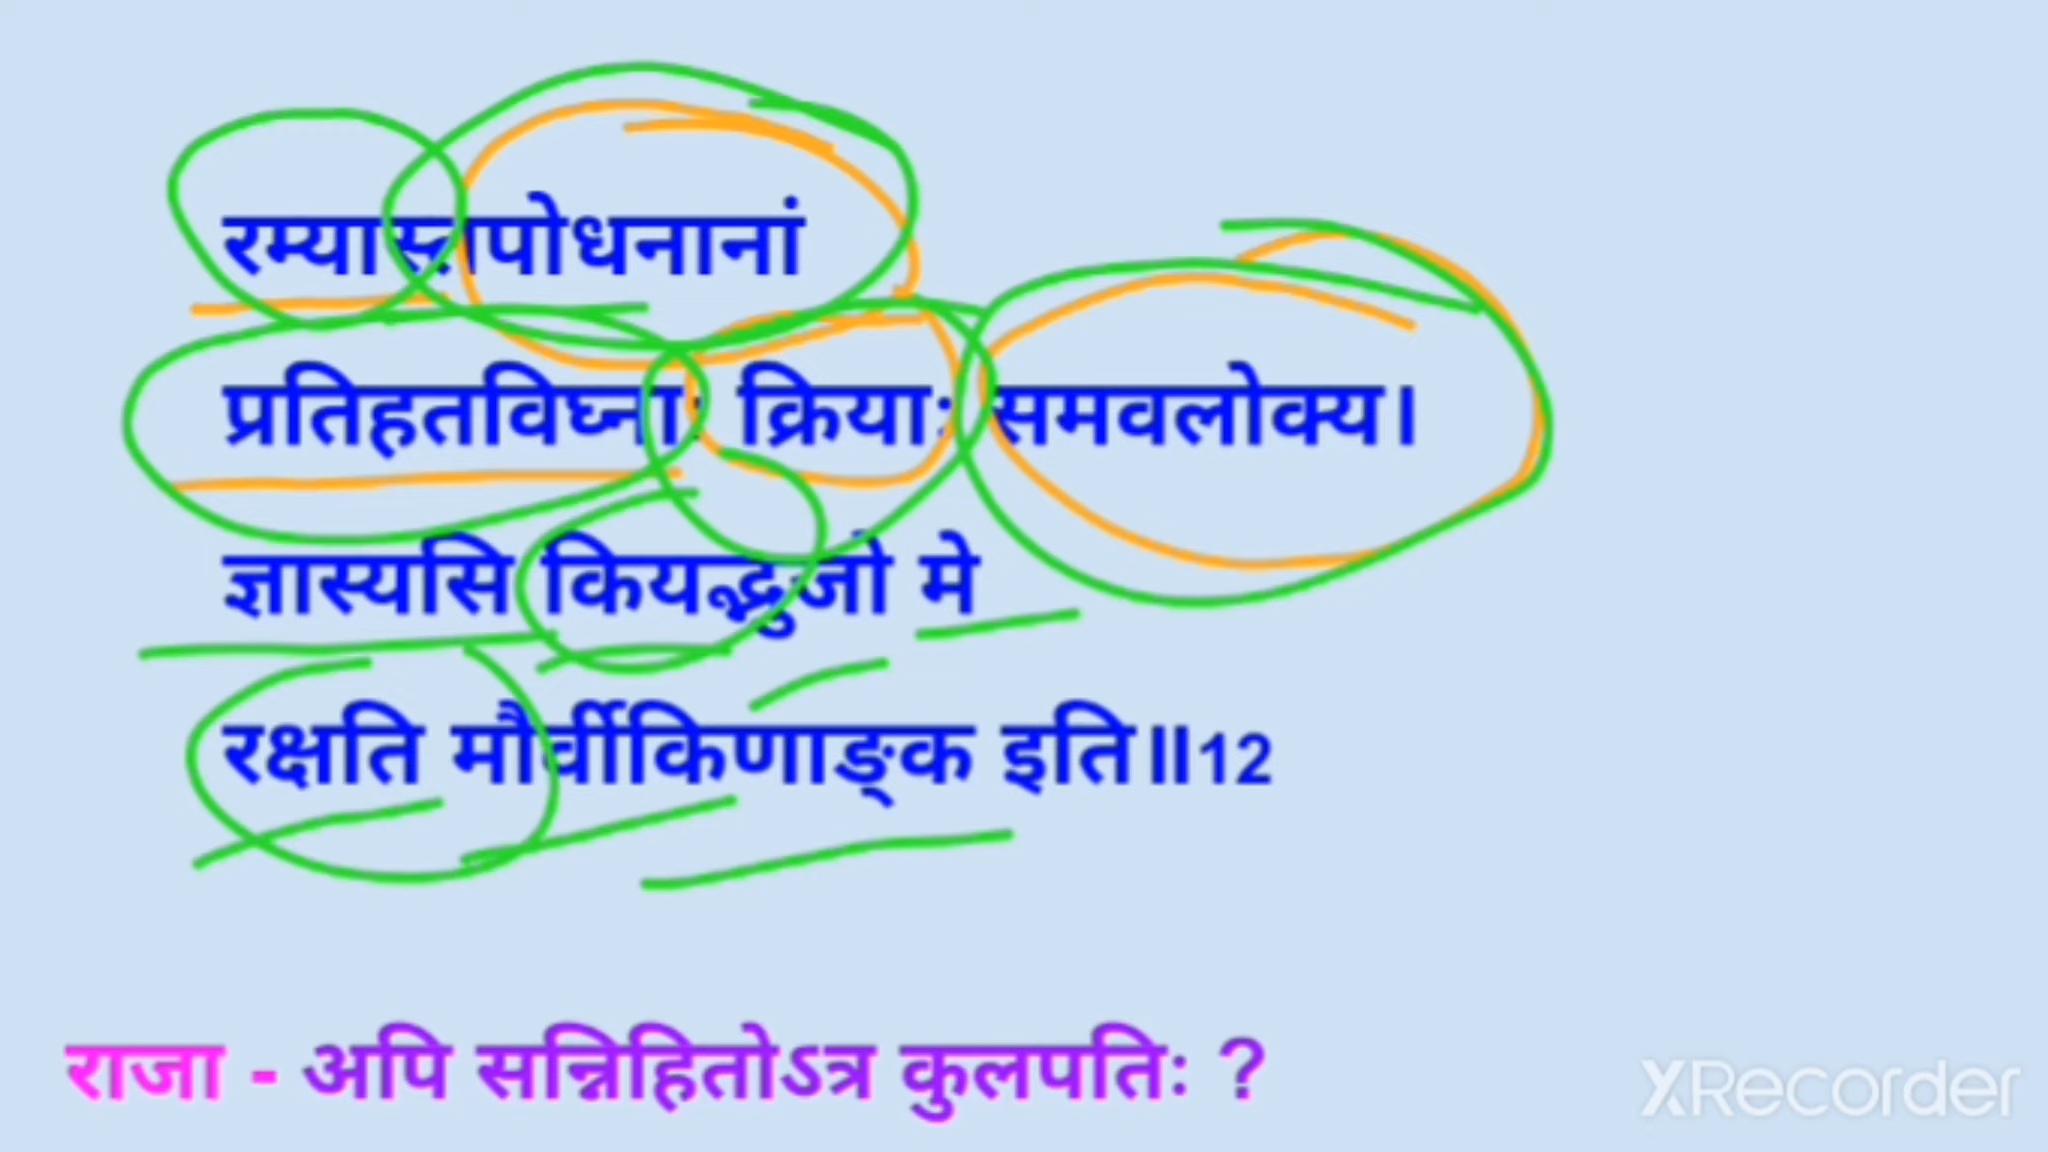 रम्यास्तपोधनानां
प्रतिहतविघ्नाः क्रियाः समवलोक्य।
ज्ञास्यसि कियद्भुजो मे
रक्षति मौर्वीकिणाङ्क इति॥12
राजा - अपि सन्निहितोऽत्र कुलपतिः ?
XRecorder